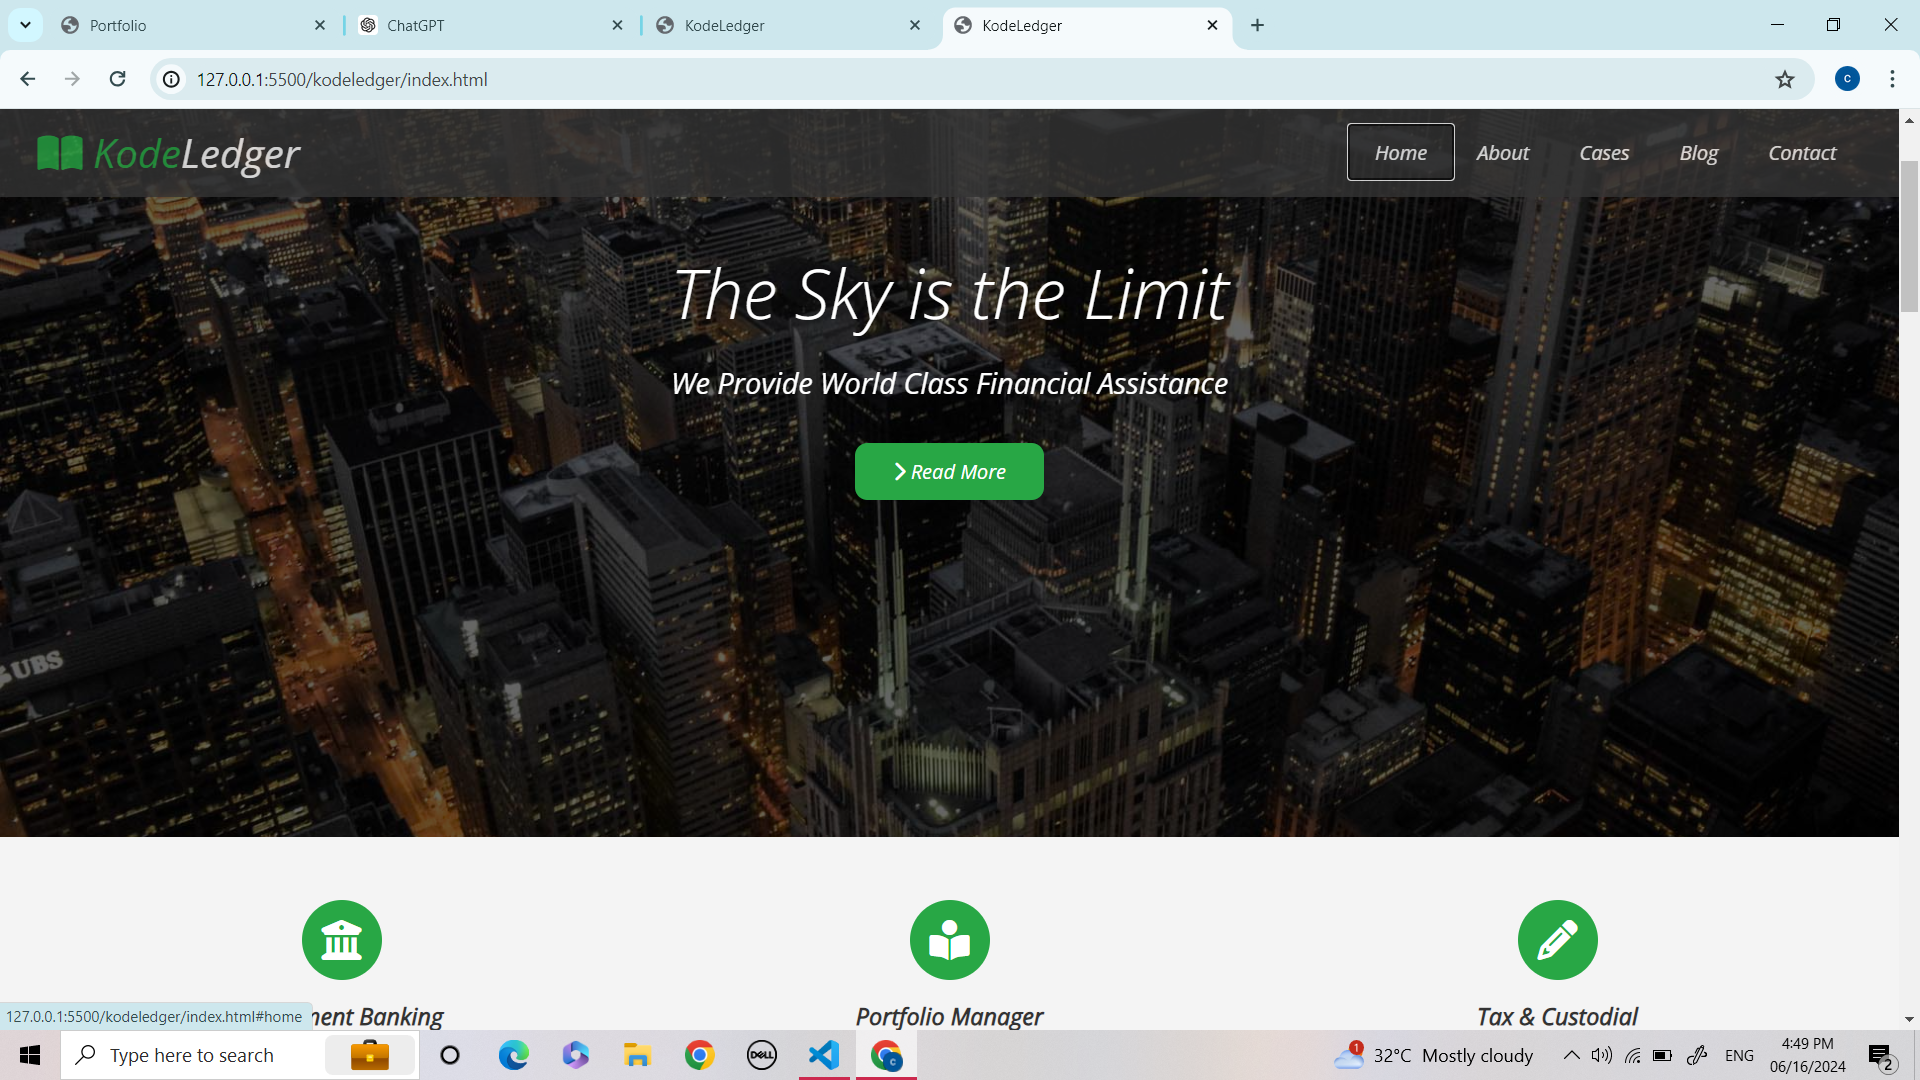 Portfolio
ChatGPT
KodeLedger
KodeLedger
127.0.0.1:5500/kodeledger/index.html
c
KodeLedger
Home
About
Cases
Blog
Contact
The Sky is the Limit
We Provide World Class Financial Assistance
Read More
UBS
ment Banking
Portfolio Manager
Tax & Custodial
127.0.0.1:5500/kodeledger/index.html#home
Type here to search
DELL
C
1
32°C Mostly cloudy
ENG
4:49 PM
06/16/2024
2